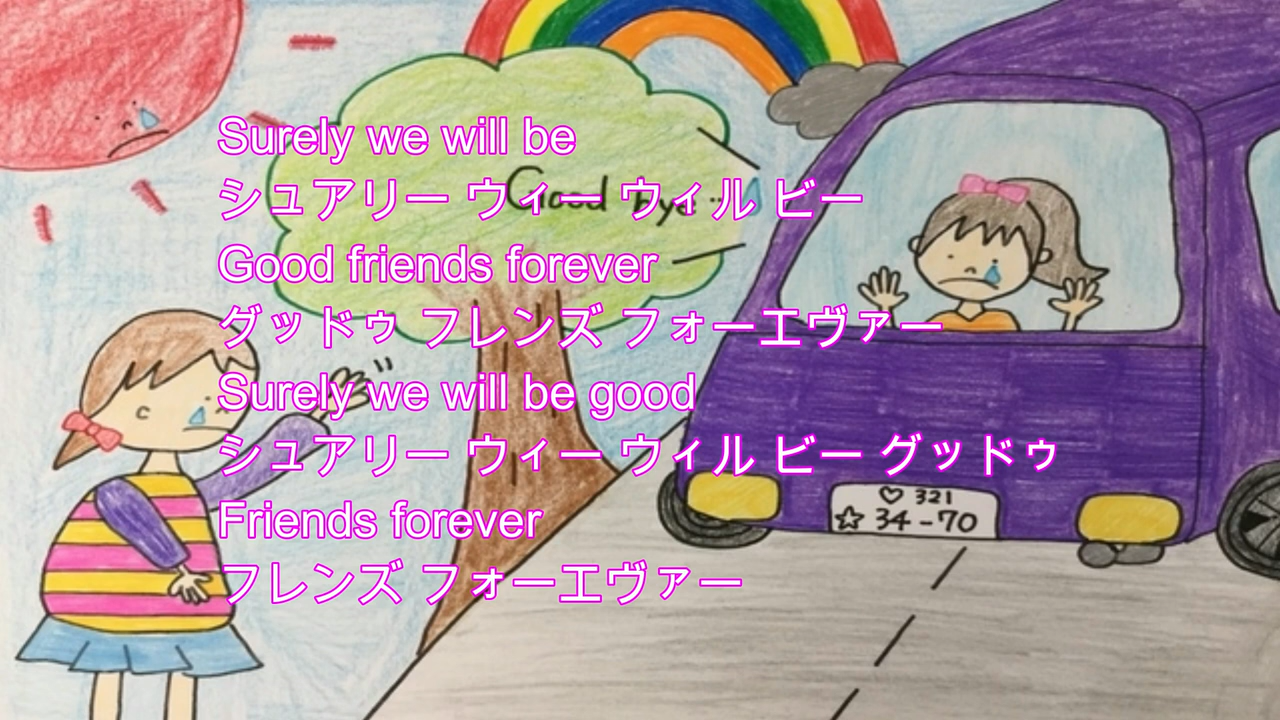 Surely we will be
シュアリー ウィー ウィル ビー
Good bye…
Good friends forever
グッドゥ フレンズ フォーエヴァー
Surely we will be good
シュアリー ウィー ウィル ビー グッドゥ
♡ 321
☆ 34-70
Friends forever
フレンズ フォーエヴァー